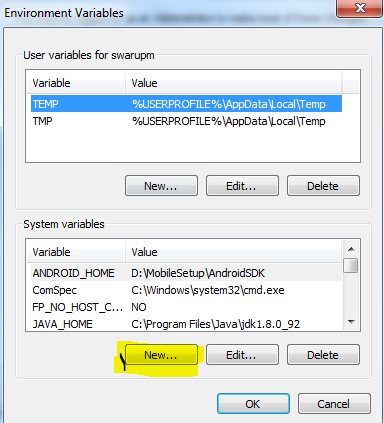 Environment Variables
User variables for swarupm
Variable Value
TEMP %USERPROFILE%\AppData\Local\Temp
TMP %USERPROFILE%\AppData\Local\Temp
New... Edit... Delete
System variables
Variable Value
ANDROID_HOME D:\MobileSetup\AndroidSDK
ComSpec C:\Windows\system32\cmd.exe
FP_NO_HOST_C... NO
JAVA_HOME C:\Program Files\Java\jdk1.8.0_92
New... Edit... Delete
OK Cancel